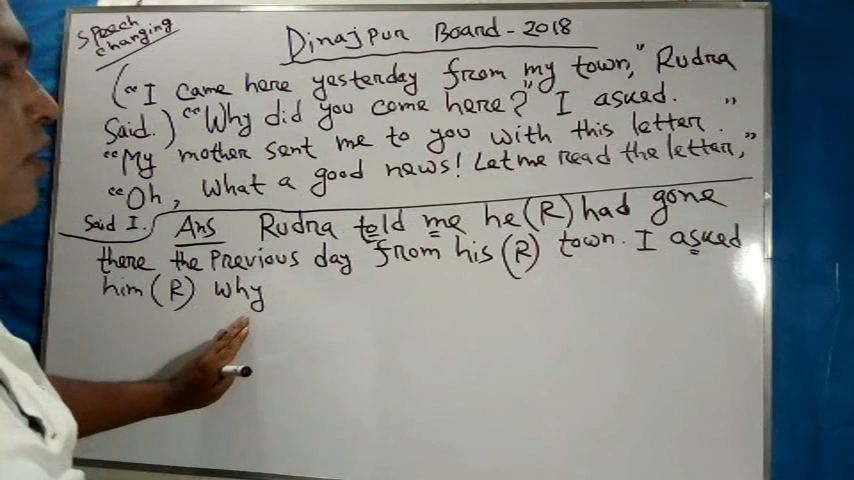 Speech
changing
Dinajpur Board - 2018
("I came here yesterday from my town," Rudra
Said.) "Why did you come here?" I asked.
"My mother sent me to you with this letter."
"Oh, What a good news! Let me read the letter,"
Said I.
Ans Rudra told me he (R) had gone
there the Previous day from his (R) town. I asked
him (R) why